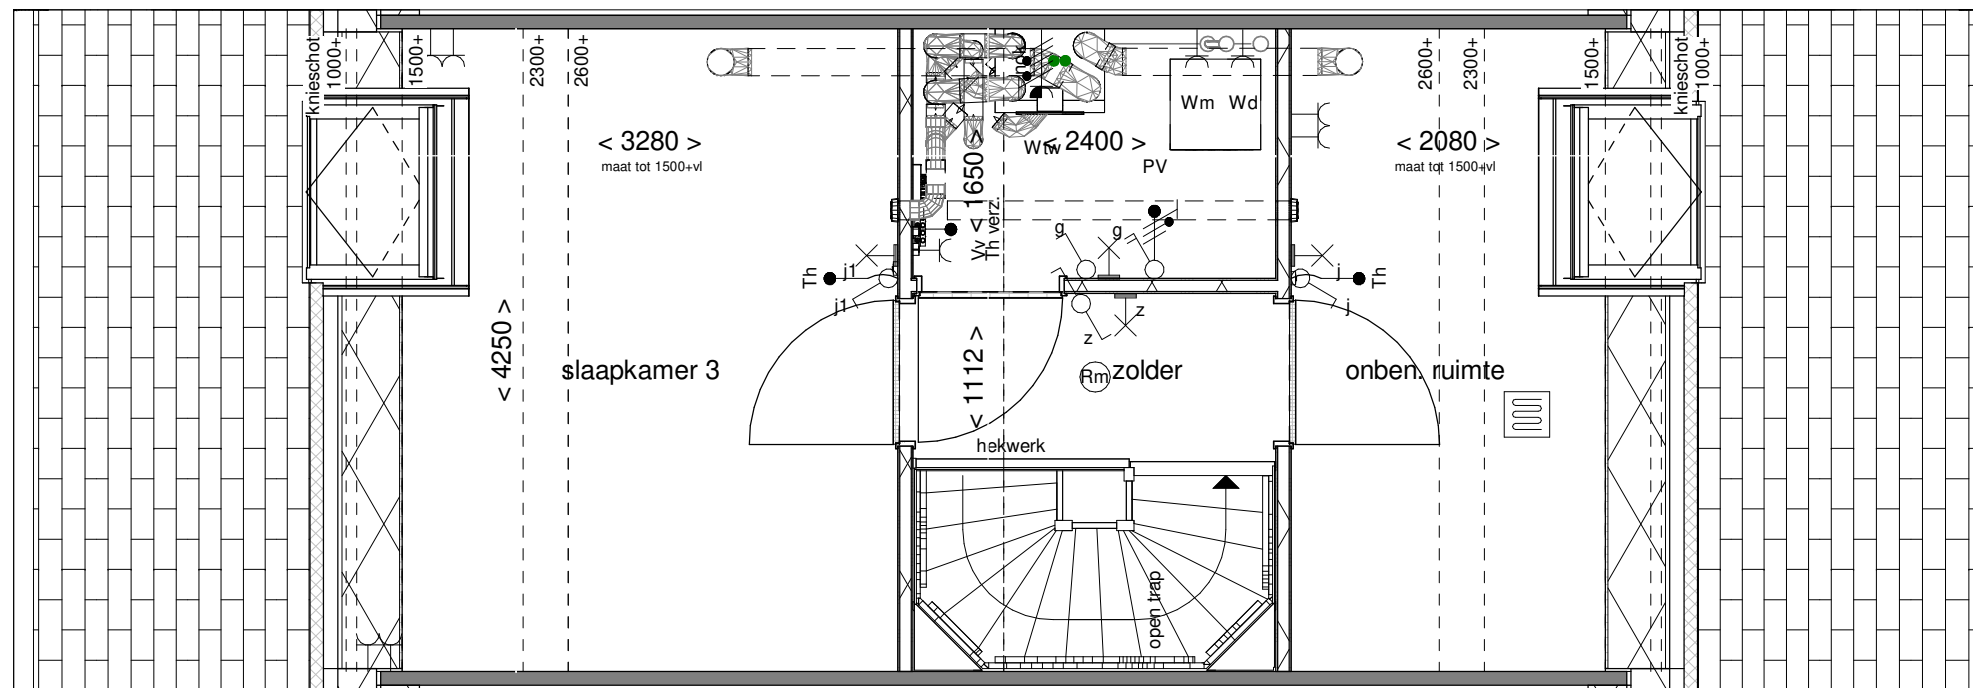 knieschot
1000+
1500+
2300+
2600+
2600+
2300+
1500+
knieschot
1000+
< 3280 >
maat tot 1500+vl
Wm Wd
Wtw
< 2400 >
PV
< 2080 >
maat tot 1500+vl
< 1650 >
Vv
Th verz.
g
g
Th
j1
j1
j
j
Th
z
z
< 4250 >
slaapkamer 3
< 1112 >
Rm
zolder
onben. ruimte
hekwerk
open trap